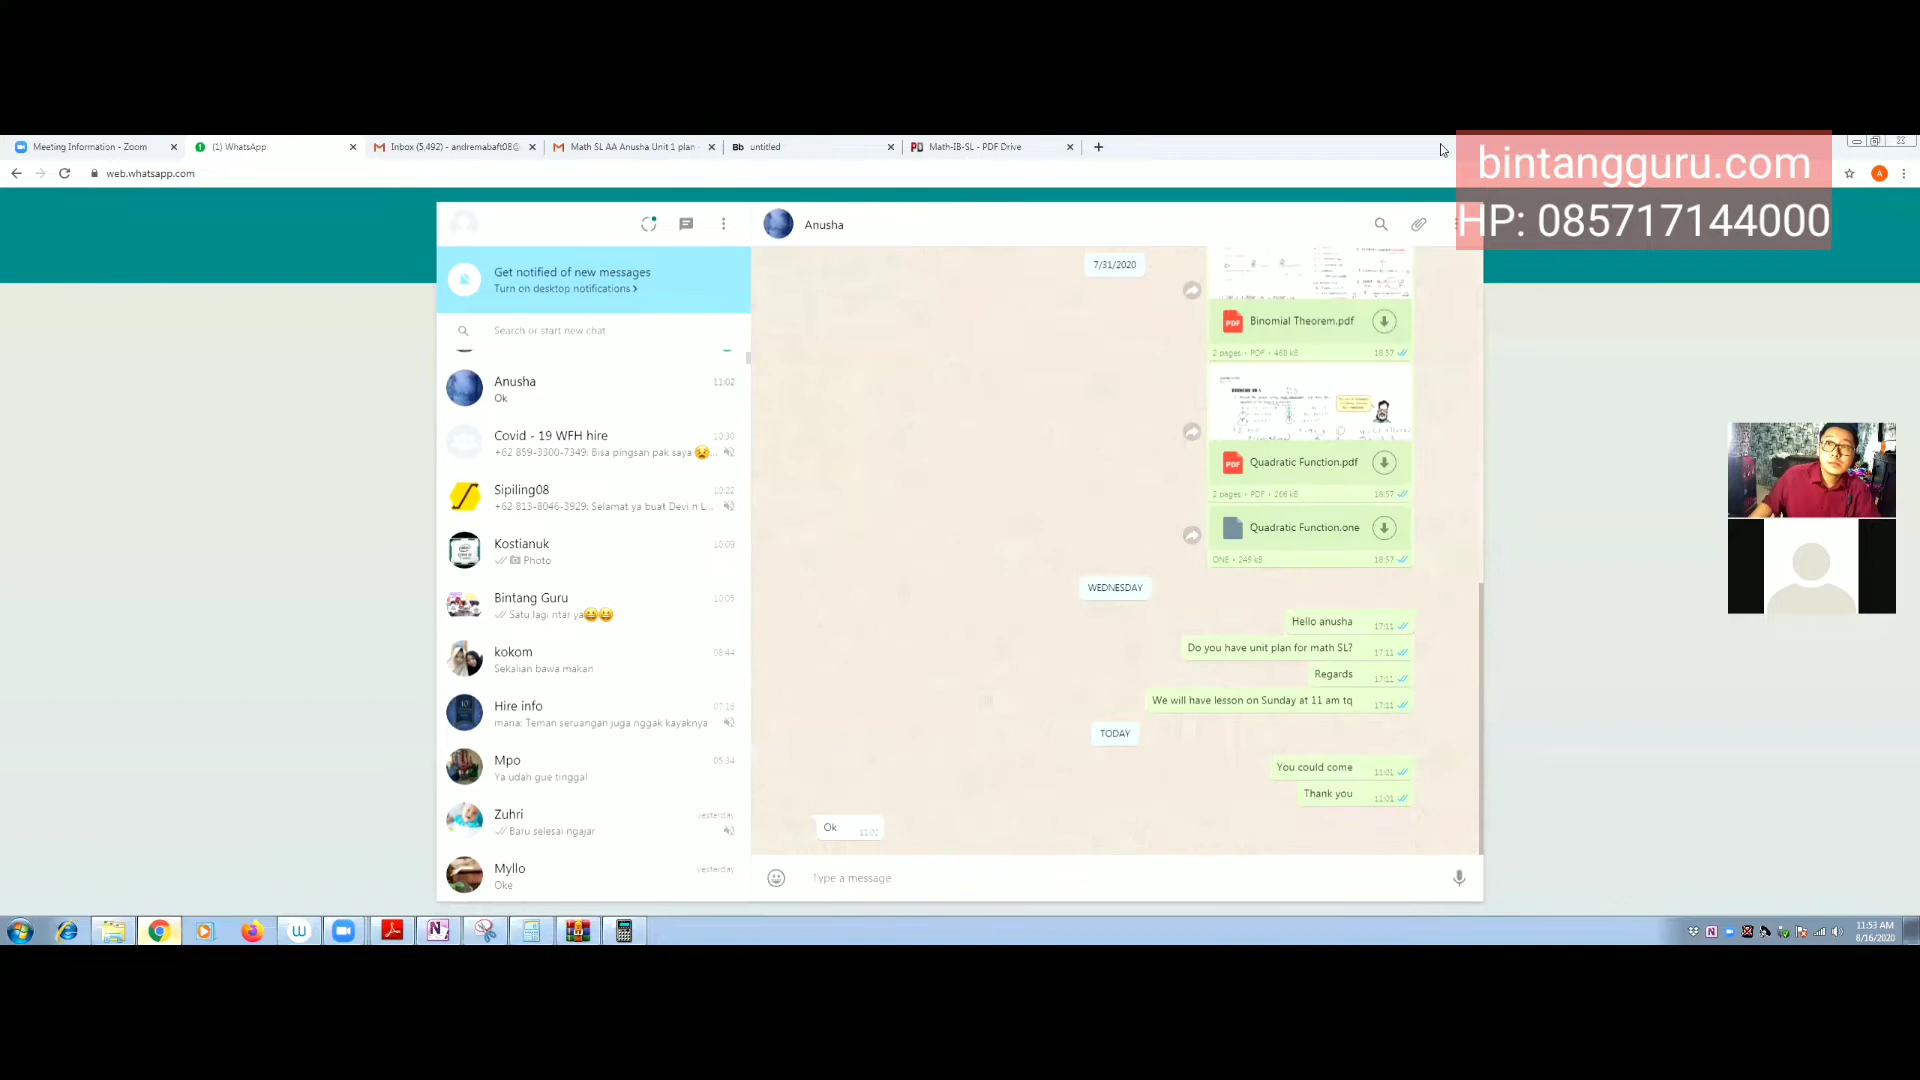 Meeting Information - Zoom
(1) WhatsApp
Inbox (5,492) - andremabaft08@
Math SL AA Anusha Unit 1 plan -
Bb untitled
PD Math-IB-SL - PDF Drive
web.whatsapp.com
A
bintangguru.com
HP: 085717144000
Anusha
Get notified of new messages
Turn on desktop notifications >
Search or start new chat
Anusha 11:02
Ok
Covid - 19 WFH hire 10:30
+62 859-3300-7349: Bisa pingsan pak saya 😧...
Sipiling08 10:22
+62 813-8046-3929: Selamat ya buat Devi n L...
Kostianuk 10:09
Photo
Bintang Guru 10:05
Satu lagi ntar ya😆😆
kokom 08:44
Sekalian bawa makan
Hire info 07:16
maria: Teman seruangan juga nggak kayaknya
Mpo 05:34
Ya udah gue tinggal
Zuhri yesterday
Baru selesai ngajar
Myllo yesterday
Oke
7/31/2020
PDF Binomial Theorem.pdf
2 pages • PDF • 468 kB 18:57
PDF Quadratic Function.pdf
2 pages • PDF • 266 kB 18:57
Quadratic Function.one
ONE • 249 kB 18:57
WEDNESDAY
Hello anusha 17:11
Do you have unit plan for math SL? 17:11
Regards 17:11
We will have lesson on Sunday at 11 am tq 17:11
TODAY
You could come 11:01
Thank you 11:01
Ok 11:02
Type a message
11:53 AM
8/16/2020